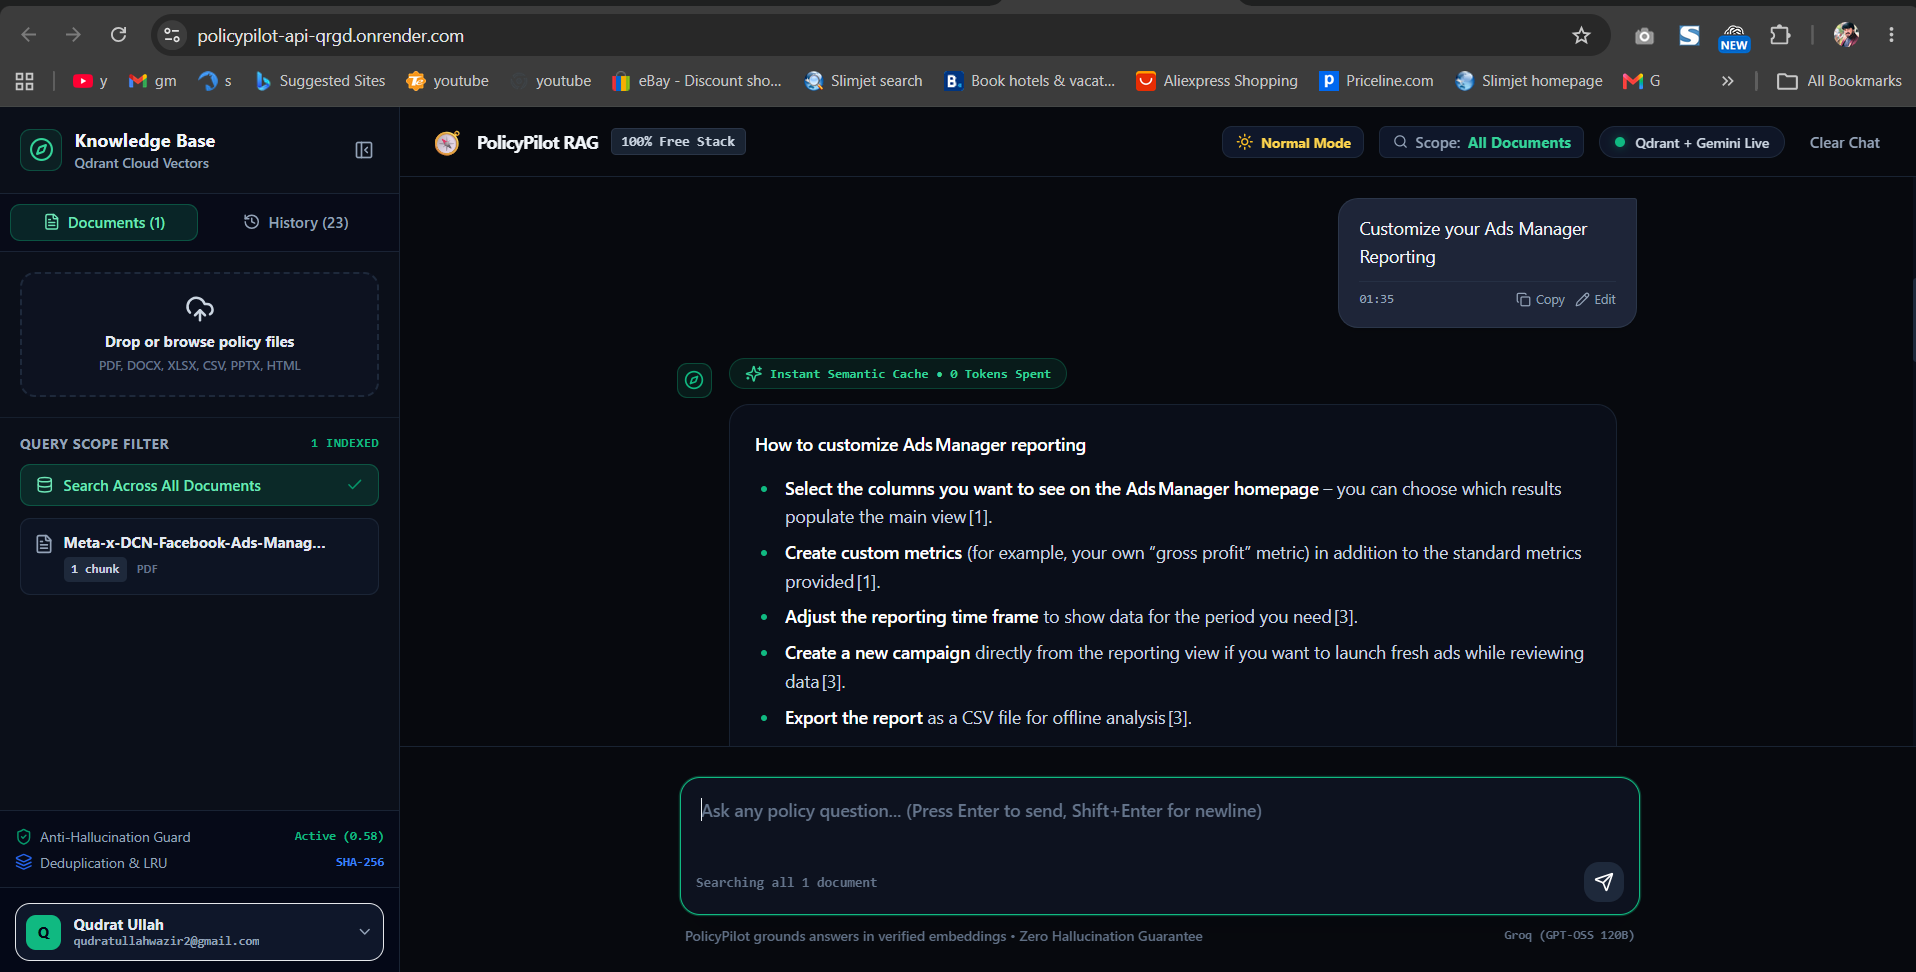 policypilot-api-qrgd.onrender.com
NEW
y
gm
s
Suggested Sites
youtube
youtube
eBay - Discount sho...
Slimjet search
B.
Book hotels & vacat...
Aliexpress Shopping
p
Priceline.com
Slimjet homepage
G
»
All Bookmarks
Knowledge Base
Qdrant Cloud Vectors
Documents (1)
History (23)
Drop or browse policy files
PDF, DOCX, XLSX, CSV, PPTX, HTML
QUERY SCOPE FILTER
1 INDEXED
Search Across All Documents
Meta-x-DCN-Facebook-Ads-Manag...
1 chunk
PDF
Anti-Hallucination Guard
Active (0.58)
Deduplication & LRU
SHA-256
Q
Qudrat Ullah
qudratullahwazir2@gmail.com
PolicyPilot RAG
100% Free Stack
Normal Mode
Scope: All Documents
Qdrant + Gemini Live
Clear Chat
Customize your Ads Manager
Reporting
01:35
Copy
Edit
Instant Semantic Cache • 0 Tokens Spent
How to customize Ads Manager reporting
• Select the columns you want to see on the Ads Manager homepage – you can choose which results
populate the main view [1].
• Create custom metrics (for example, your own “gross profit” metric) in addition to the standard metrics
provided [1].
• Adjust the reporting time frame to show data for the period you need [3].
• Create a new campaign directly from the reporting view if you want to launch fresh ads while reviewing
data [3].
• Export the report as a CSV file for offline analysis [3].
Ask any policy question... (Press Enter to send, Shift+Enter for newline)
Searching all 1 document
PolicyPilot grounds answers in verified embeddings • Zero Hallucination Guarantee
Groq (GPT-OSS 120B)